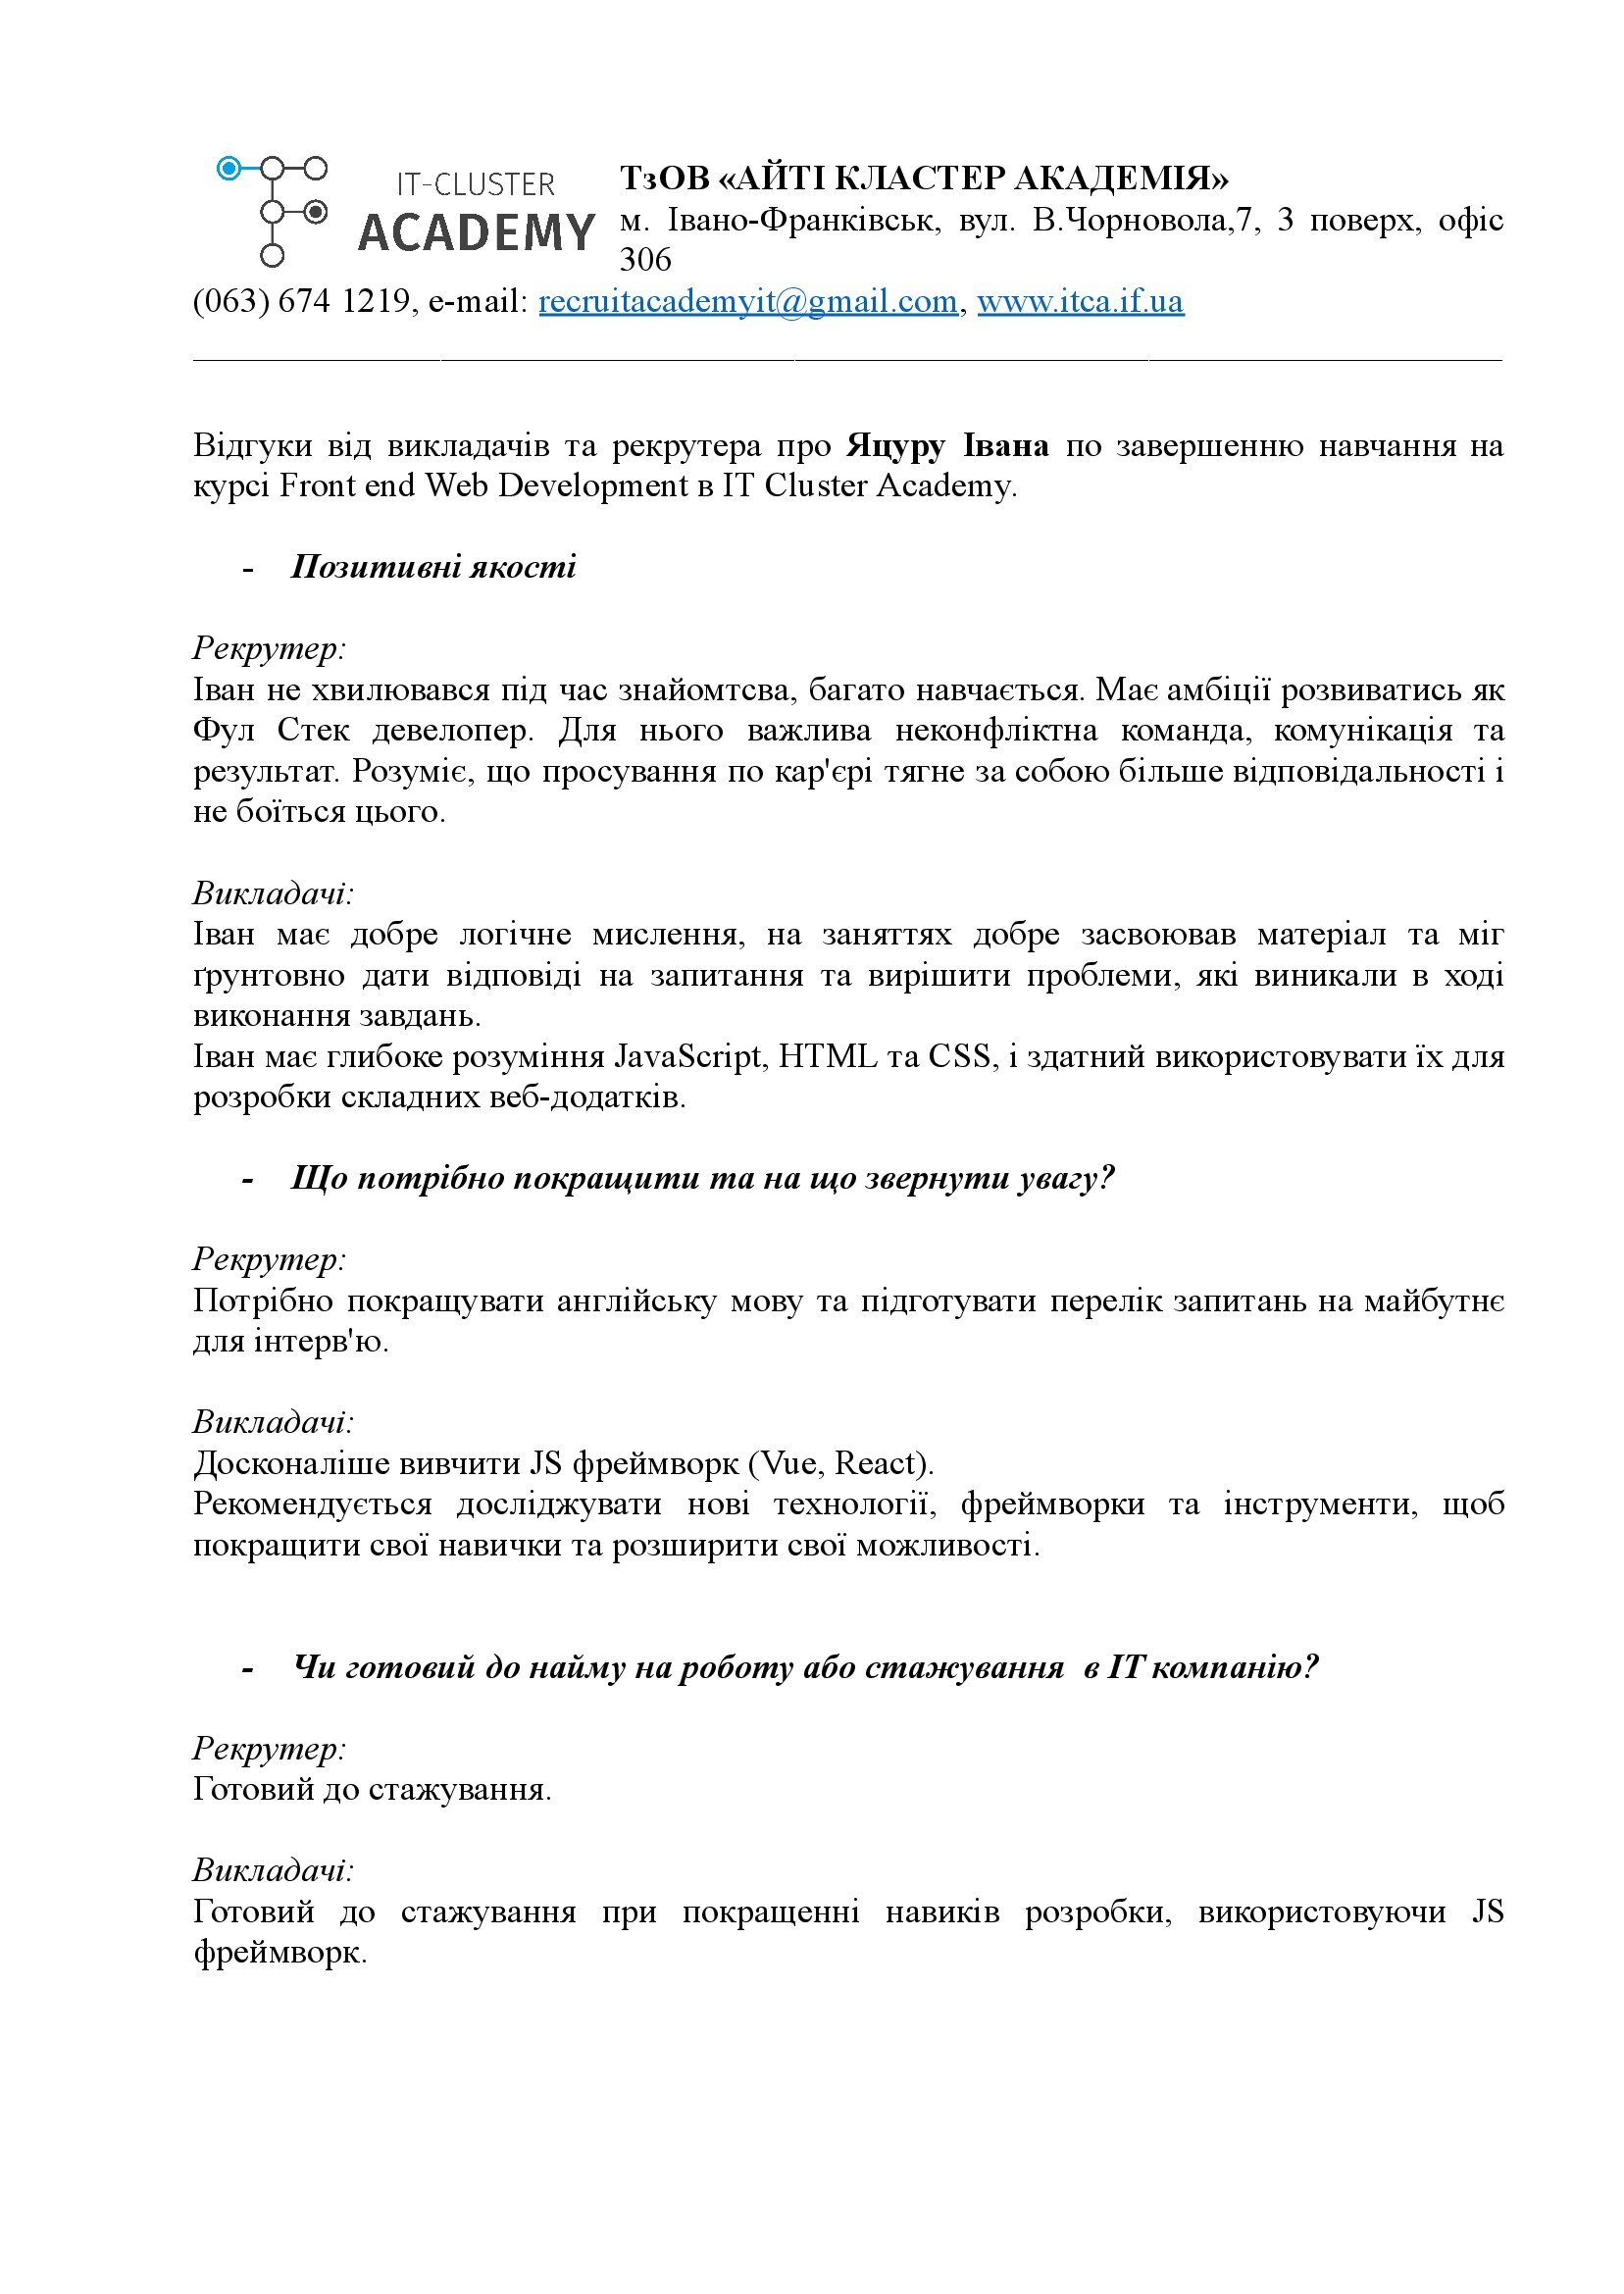 IT-CLUSTER
ACADEMY
ТзОВ «АЙТІ КЛАСТЕР АКАДЕМІЯ»
м. Івано-Франківськ, вул. В.Чорновола,7, 3 поверх, офіс
306
(063) 674 1219, e-mail: recruitacademyit@gmail.com, www.itca.if.ua
Відгуки від викладачів та рекрутера про Яцуру Івана по завершенню навчання на
курсі Front end Web Development в IT Cluster Academy.
- Позитивні якості
Рекрутер:
Іван не хвилювався під час знайомтсва, багато навчається. Має амбіції розвиватись як
Фул Стек девелопер. Для нього важлива неконфліктна команда, комунікація та
результат. Розуміє, що просування по кар'єрі тягне за собою більше відповідальності і
не боїться цього.
Викладачі:
Іван має добре логічне мислення, на заняттях добре засвоював матеріал та міг
ґрунтовно дати відповіді на запитання та вирішити проблеми, які виникали в ході
виконання завдань.
Іван має глибоке розуміння JavaScript, HTML та CSS, і здатний використовувати їх для
розробки складних веб-додатків.
- Що потрібно покращити та на що звернути увагу?
Рекрутер:
Потрібно покращувати англійську мову та підготувати перелік запитань на майбутнє
для інтерв'ю.
Викладачі:
Досконаліше вивчити JS фреймворк (Vue, React).
Рекомендується досліджувати нові технології, фреймворки та інструменти, щоб
покращити свої навички та розширити свої можливості.
- Чи готовий до найму на роботу або стажування  в ІТ компанію?
Рекрутер:
Готовий до стажування.
Викладачі:
Готовий до стажування при покращенні навиків розробки, використовуючи JS
фреймворк.